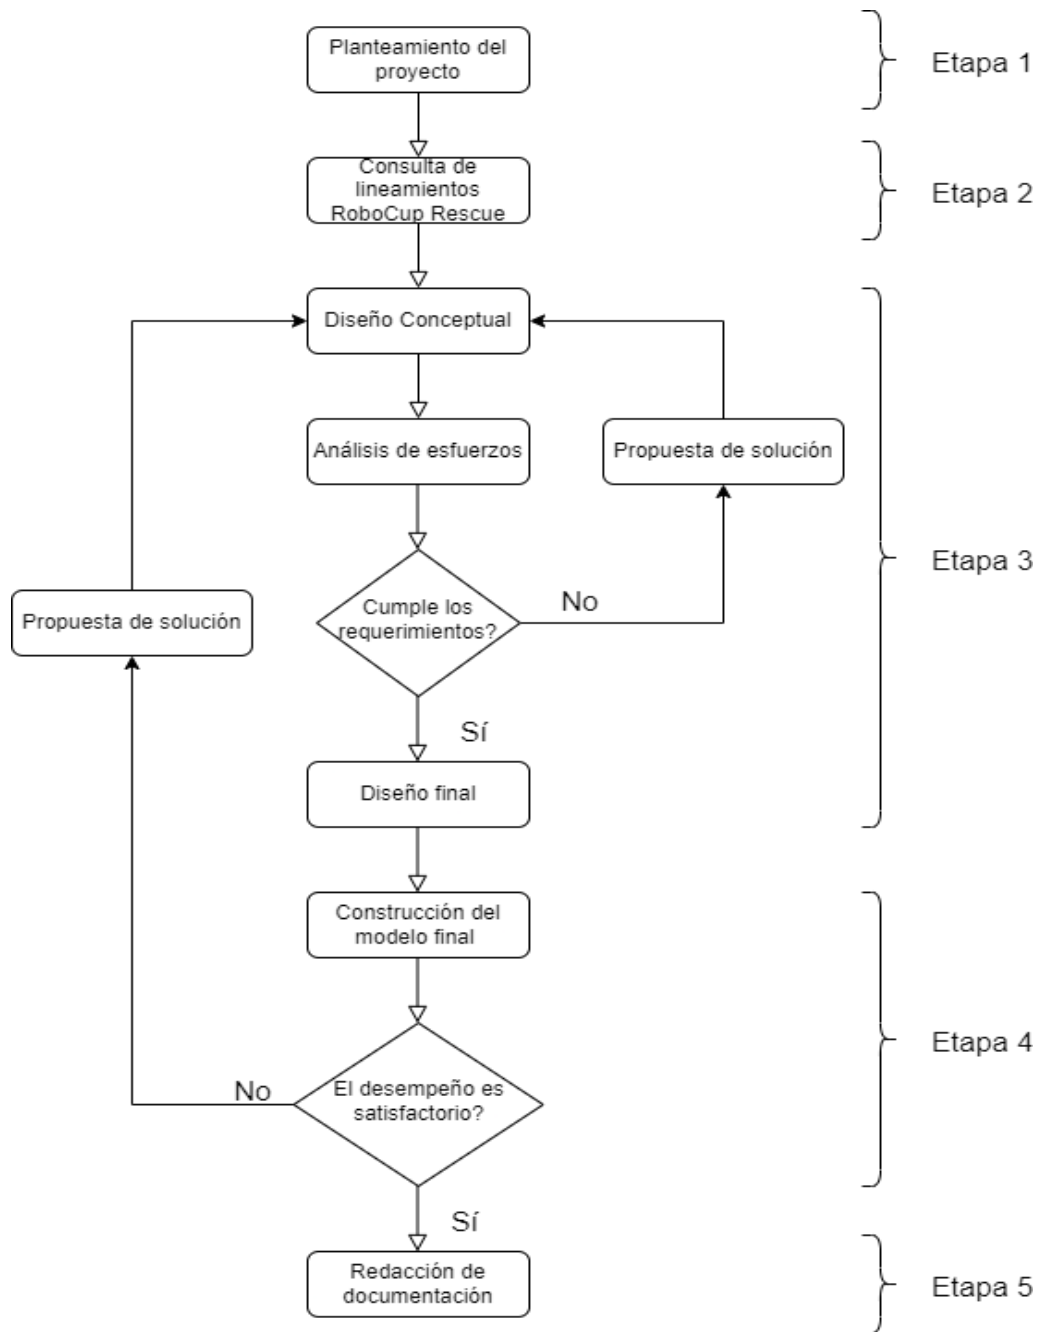 Planteamiento del
proyecto
Etapa 1
Consulta de
lineamientos
RoboCup Rescue
Etapa 2
Diseño Conceptual
Análisis de esfuerzos
Propuesta de solución
Etapa 3
Cumple los
requerimientos?
No
Propuesta de solución
Sí
Diseño final
Construcción del
modelo final
Etapa 4
El desempeño es
satisfactorio?
No
Sí
Redacción de
documentación
Etapa 5